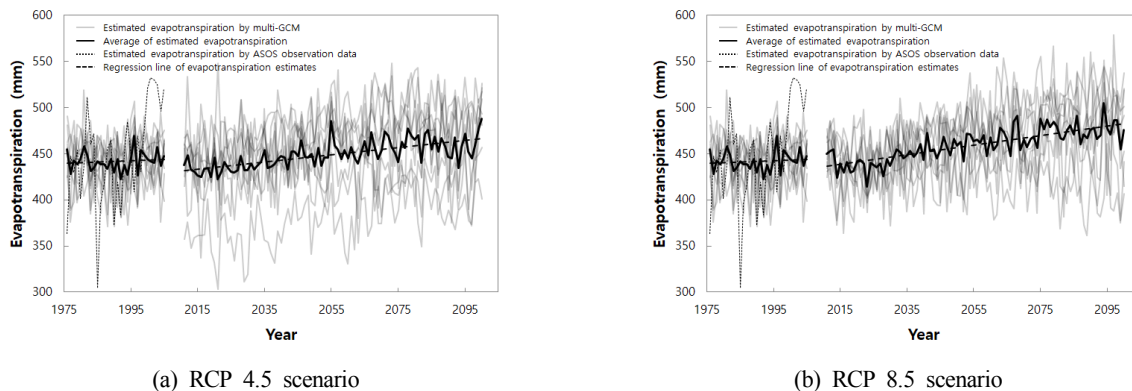 600
550
500
450
400
350
300
Evapotranspiration (mm)
Estimated evapotranspiration by multi-GCM
Average of estimated evapotranspiration
Estimated evapotranspiration by ASOS observation data
Regression line of evapotranspiration estimates
1975 1995 2015 2035 2055 2075 2095
Year
(a) RCP 4.5 scenario
600
550
500
450
400
350
300
Evapotranspiration (mm)
Estimated evapotranspiration by multi-GCM
Average of estimated evapotranspiration
Estimated evapotranspiration by ASOS observation data
Regression line of evapotranspiration estimates
1975 1995 2015 2035 2055 2075 2095
Year
(b) RCP 8.5 scenario